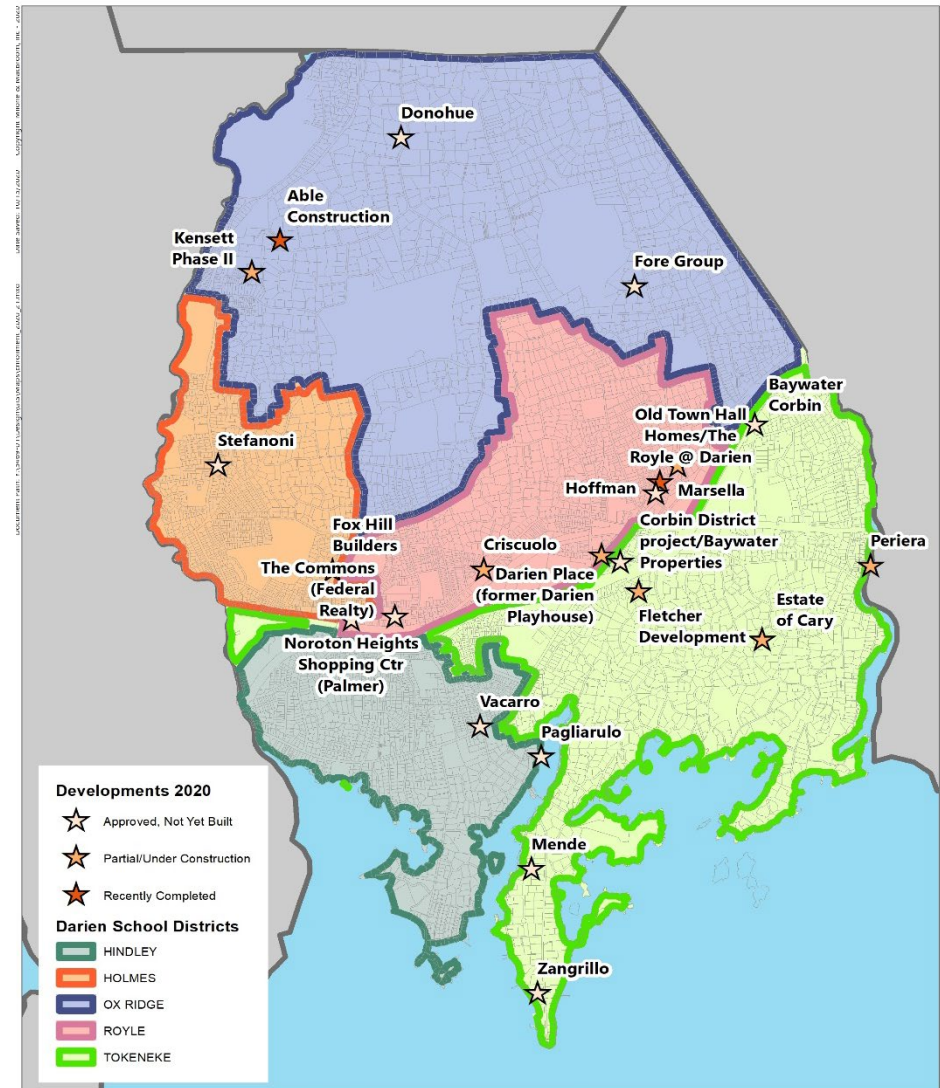 Donohue
Able
Construction
Kensett
Phase II
Fore Group
Baywater
Corbin
Old Town Hall
Homes/The
Royle @ Darien
Stefanoni
Hoffman
Marsella
Fox Hill
Builders
Criscuolo
Corbin District
project/Baywater
Properties
Periera
The Commons
(Federal
Realty)
Darien Place
(former Darien
Playhouse)
Fletcher
Development
Estate
of Cary
Noroton Heights
Shopping Ctr
(Palmer)
Vacarro
Pagliarulo
Mende
Zangrillo
Developments 2020
Approved, Not Yet Built
Partial/Under Construction
Recently Completed
Darien School Districts
HINDLEY
HOLMES
OX RIDGE
ROYLE
TOKENEKE